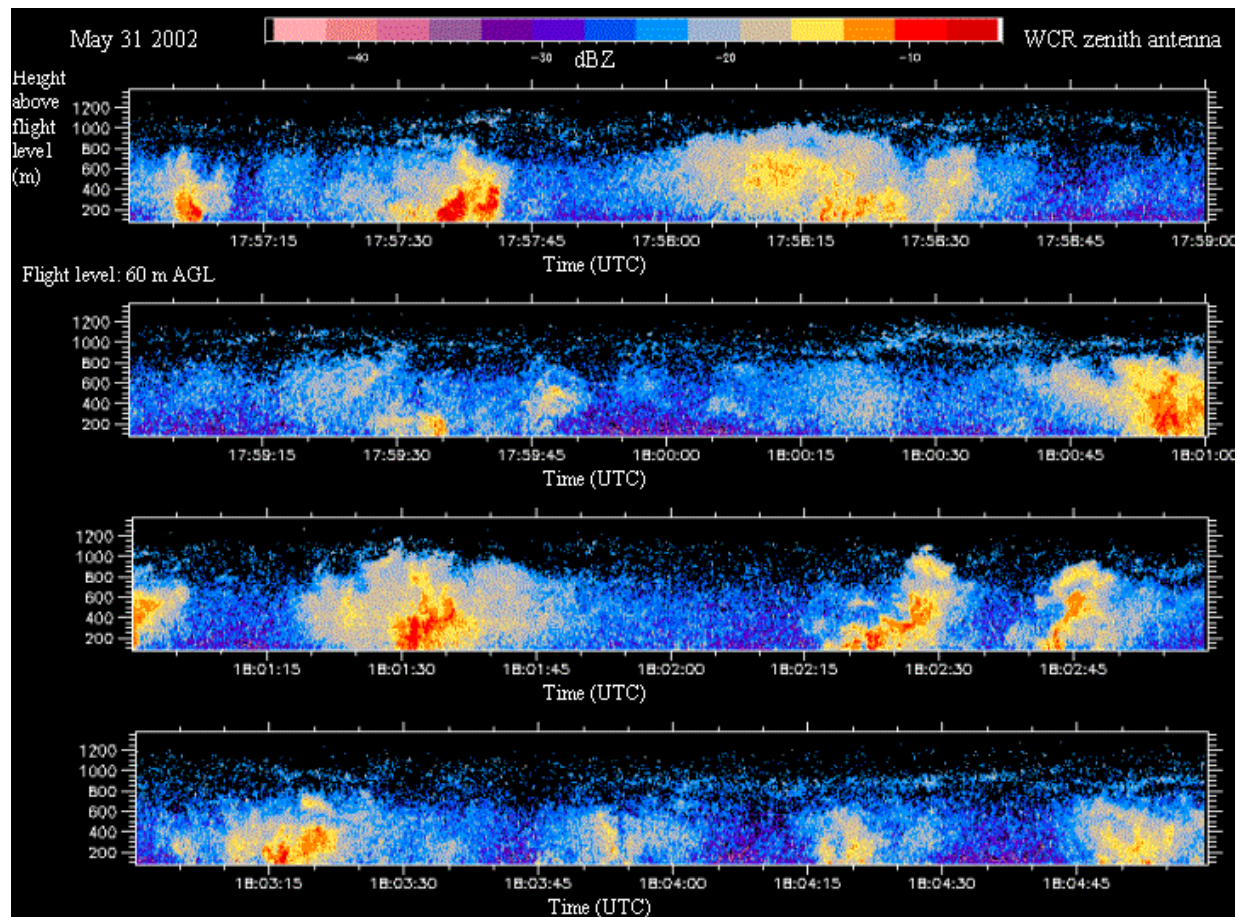 May 31 2002
-40 -30 -20 -10
dBZ
WCR zenith antenna
Height
above
flight
level
(m)
1200
1000
800
600
400
200
17:57:15 17:57:30 17:57:45 17:58:00 17:58:15 17:58:30 17:58:45 17:59:00
Time (UTC)
Flight level: 60 m AGL
1200
1000
800
600
400
200
17:59:15 17:59:30 17:59:45 18:00:00 18:00:15 18:00:30 18:00:45 18:01:00
Time (UTC)
1200
1000
800
600
400
200
18:01:15 18:01:30 18:01:45 18:02:00 18:02:15 18:02:30 18:02:45
Time (UTC)
1200
1000
800
600
400
200
18:03:15 18:03:30 18:03:45 18:04:00 18:04:15 18:04:30 18:04:45
Time (UTC)